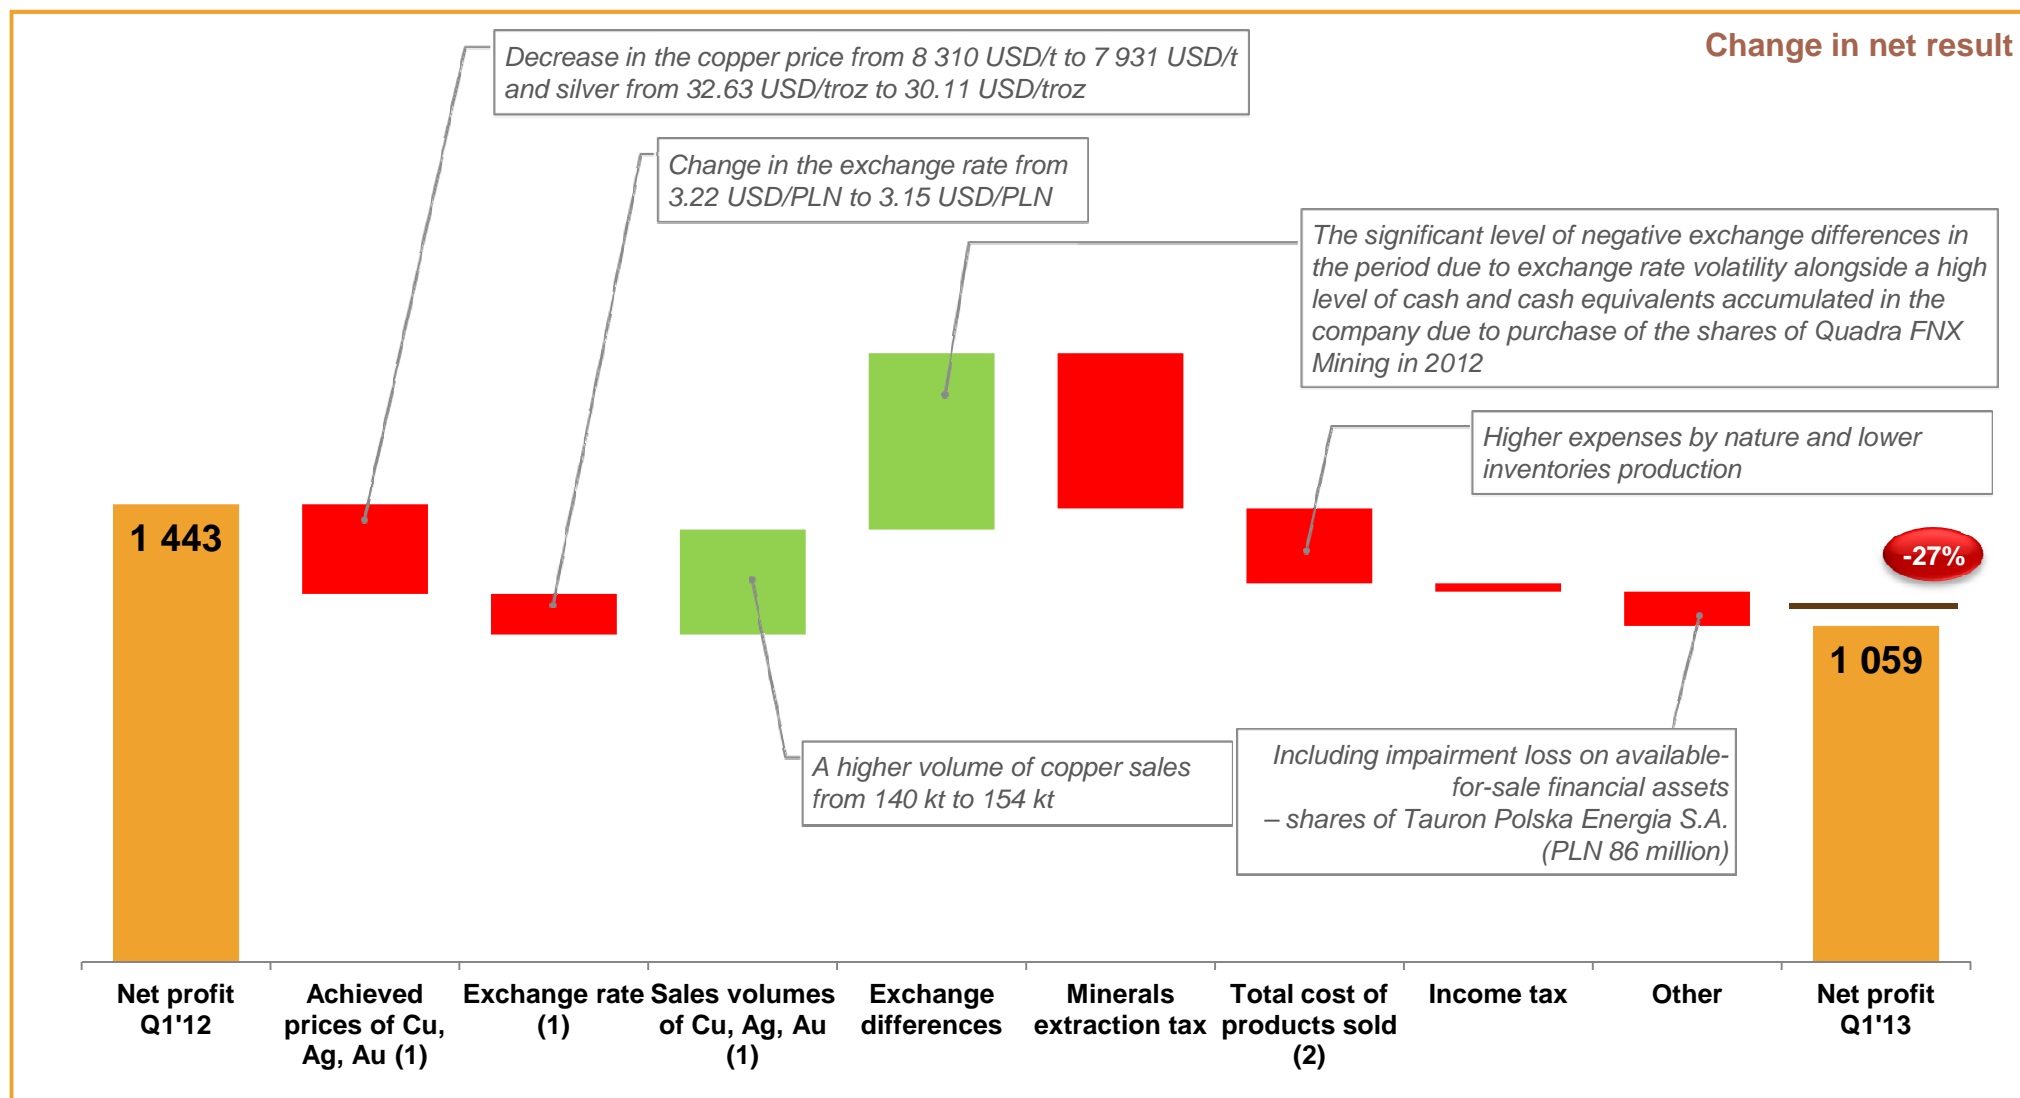 Change in net result
Decrease in the copper price from 8 310 USD/t to 7 931 USD/t
and silver from 32.63 USD/troz to 30.11 USD/troz
Change in the exchange rate from
3.22 USD/PLN to 3.15 USD/PLN
The significant level of negative exchange differences in
the period due to exchange rate volatility alongside a high
level of cash and cash equivalents accumulated in the
company due to purchase of the shares of Quadra FNX
Mining in 2012
Higher expenses by nature and lower
inventories production
1 443
-27%
1 059
A higher volume of copper sales
from 140 kt to 154 kt
Including impairment loss on available-
for-sale financial assets
– shares of Tauron Polska Energia S.A.
(PLN 86 million)
Net profit
Q1'12
Achieved
prices of Cu,
Ag, Au (1)
Exchange rate
(1)
Sales volumes
of Cu, Ag, Au
(1)
Exchange
differences
Minerals
extraction tax
Total cost of
products sold
(2)
Income tax
Other
Net profit
Q1'13